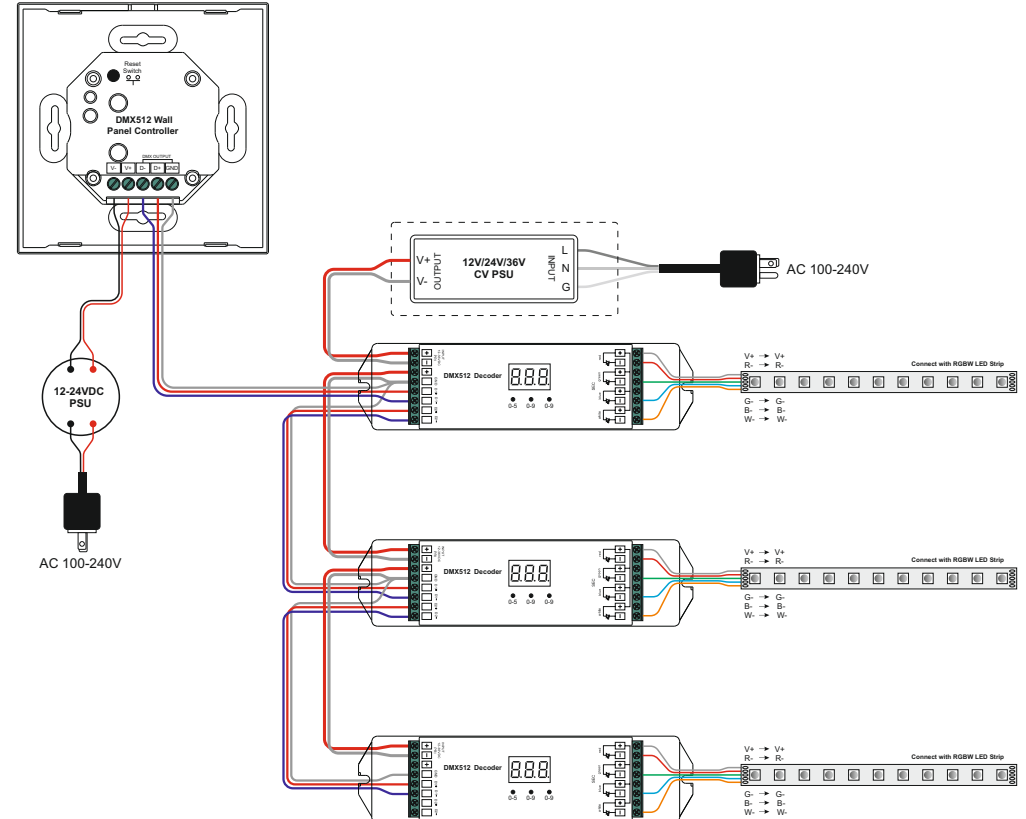 Reset
Switch
DMX512 Wall
Panel Controller
DMX OUTPUT
V- V+ D- D+ GND
12-24VDC
PSU
AC 100-240V
V+
V-
OUTPUT
12V/24V/36V
CV PSU
INPUT
L
N
G
AC 100-240V
DMX512 Decoder
0-5 0-9 0-9
V+ → V+
R- → R-
G- → G-
B- → B-
W- → W-
Connect with RGBW LED Strip
DMX512 Decoder
0-5 0-9 0-9
V+ → V+
R- → R-
G- → G-
B- → B-
W- → W-
Connect with RGBW LED Strip
DMX512 Decoder
0-5 0-9 0-9
V+ → V+
R- → R-
G- → G-
B- → B-
W- → W-
Connect with RGBW LED Strip